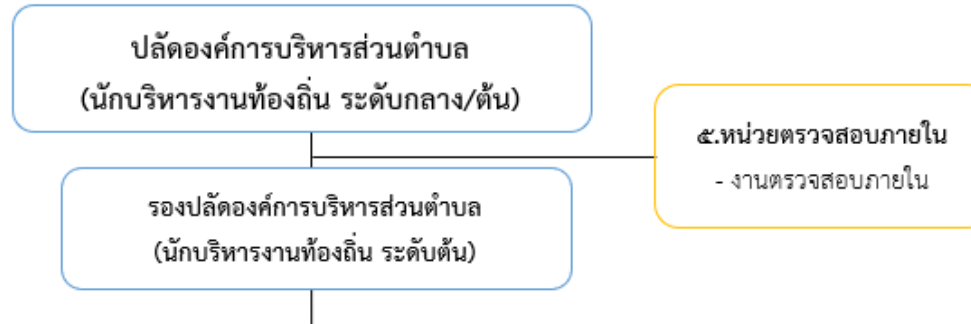 ปลัดองค์การบริหารส่วนตำบล
(นักบริหารงานท้องถิ่น ระดับกลาง/ต้น)
๕.หน่วยตรวจสอบภายใน
- งานตรวจสอบภายใน
รองปลัดองค์การบริหารส่วนตำบล
(นักบริหารงานท้องถิ่น ระดับต้น)